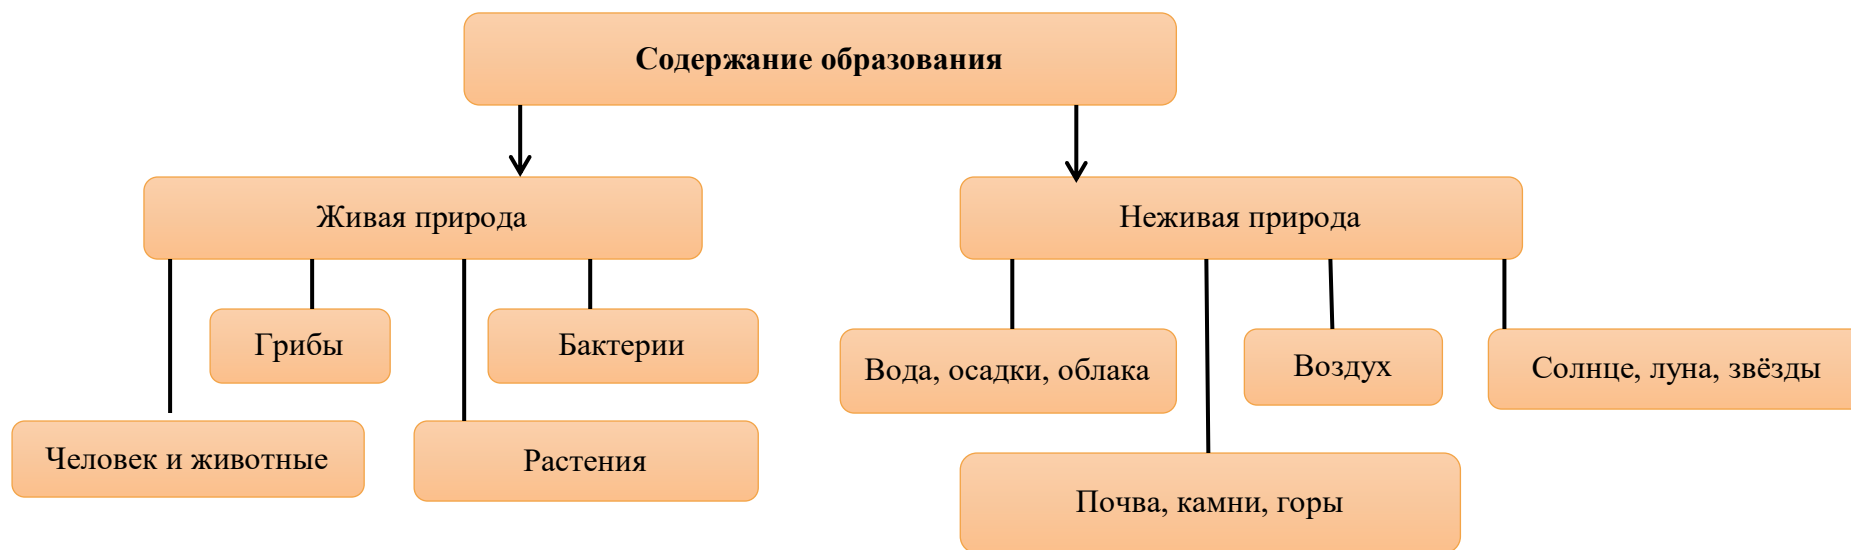 Содержание образования
Живая природа
Неживая природа
Грибы
Бактерии
Вода, осадки, облака
Воздух
Солнце, луна, звёзды
Человек и животные
Растения
Почва, камни, горы